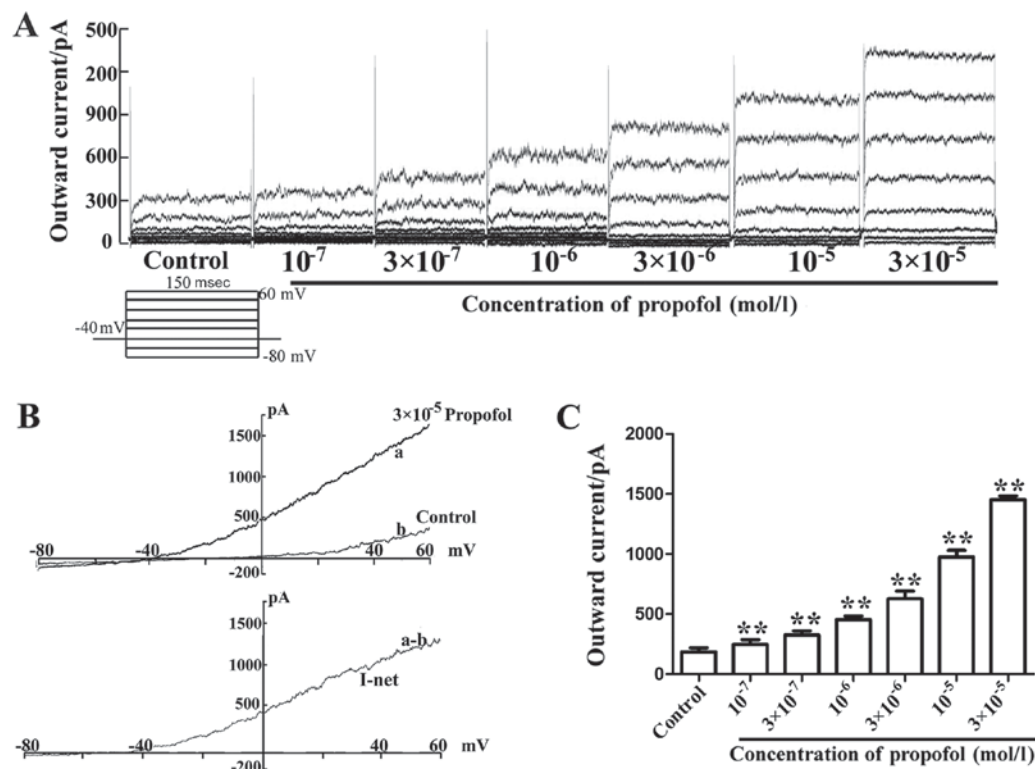 A
Outward current/pA
500
200
900
600
300
0
Control
10⁻⁷
3×10⁻⁷
10⁻⁶
3×10⁻⁶
10⁻⁵
3×10⁻⁵
Concentration of propofol (mol/l)
150 msec
60 mV
-40 mV
-80 mV
B
pA
3×10⁻⁵ Propofol
1500
a
1000
500
Control
b
-80
-40
40
60
mV
-200
pA
a-b
1000
I-net
500
-80
-40
40
60
mV
-200
C
Outward current/pA
2000
1500
1000
500
0
**
**
**
**
**
**
Control
10⁻⁷
3×10⁻⁷
10⁻⁶
3×10⁻⁶
10⁻⁵
3×10⁻⁵
Concentration of propofol (mol/l)